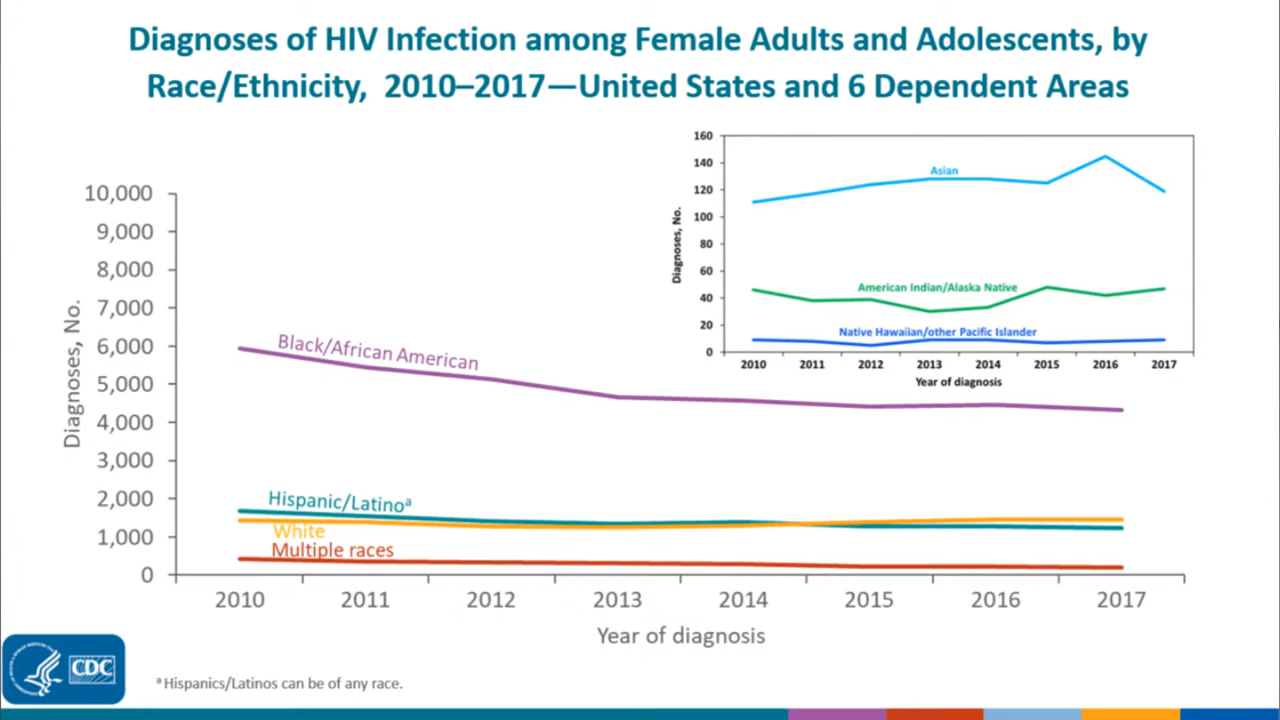 Diagnoses of HIV Infection among Female Adults and Adolescents, by
Race/Ethnicity, 2010–2017—United States and 6 Dependent Areas
10,000
9,000
8,000
7,000
6,000
5,000
4,000
3,000
2,000
1,000
0
Diagnoses, No.
Black/African American
Hispanic/Latinoᵃ
White
Multiple races
2010 2011 2012 2013 2014 2015 2016 2017
Year of diagnosis
160
140
120
100
80
60
40
20
0
Diagnoses, No.
Asian
American Indian/Alaska Native
Native Hawaiian/other Pacific Islander
2010 2011 2012 2013 2014 2015 2016 2017
Year of diagnosis
CDC
ᵃ Hispanics/Latinos can be of any race.